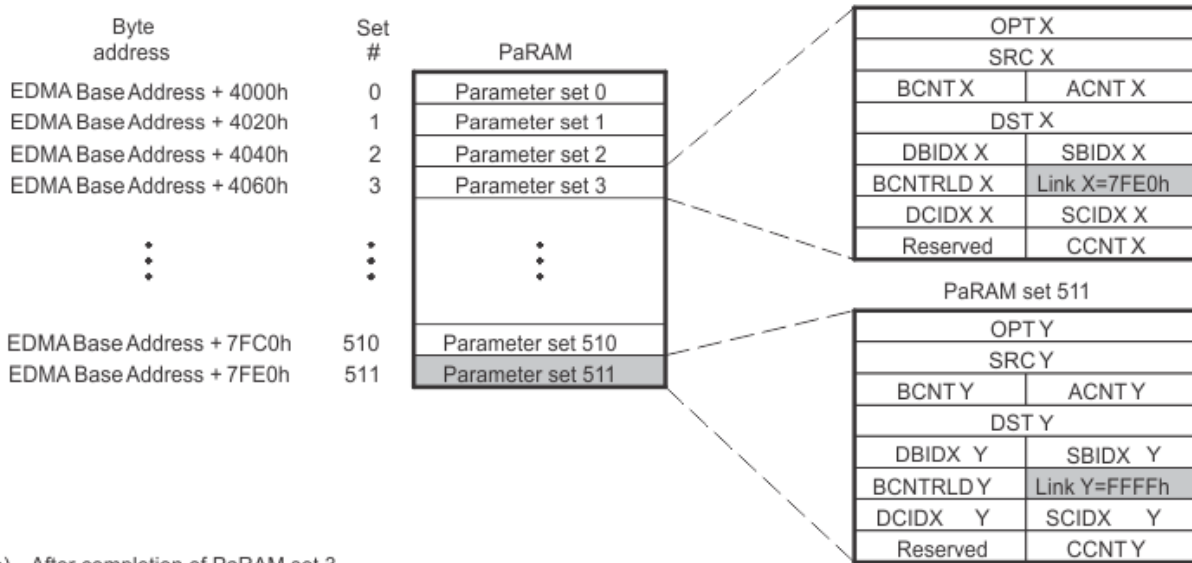 Byte address
Set #
PaRAM
EDMA Base Address + 4000h 0 Parameter set 0
EDMA Base Address + 4020h 1 Parameter set 1
EDMA Base Address + 4040h 2 Parameter set 2
EDMA Base Address + 4060h 3 Parameter set 3
EDMA Base Address + 7FC0h 510 Parameter set 510
EDMA Base Address + 7FE0h 511 Parameter set 511
OPT X
SRC X
BCNT X ACNT X
DST X
DBIDX X SBIDX X
BCNTRLD X Link X=7FE0h
DCIDX X SCIDX X
Reserved CCNT X
PaRAM set 511
OPT Y
SRC Y
BCNT Y ACNT Y
DST Y
DBIDX Y SBIDX Y
BCNTRLD Y Link Y=FFFFh
DCIDX Y SCIDX Y
Reserved CCNT Y
After completion of PaRAM set 3